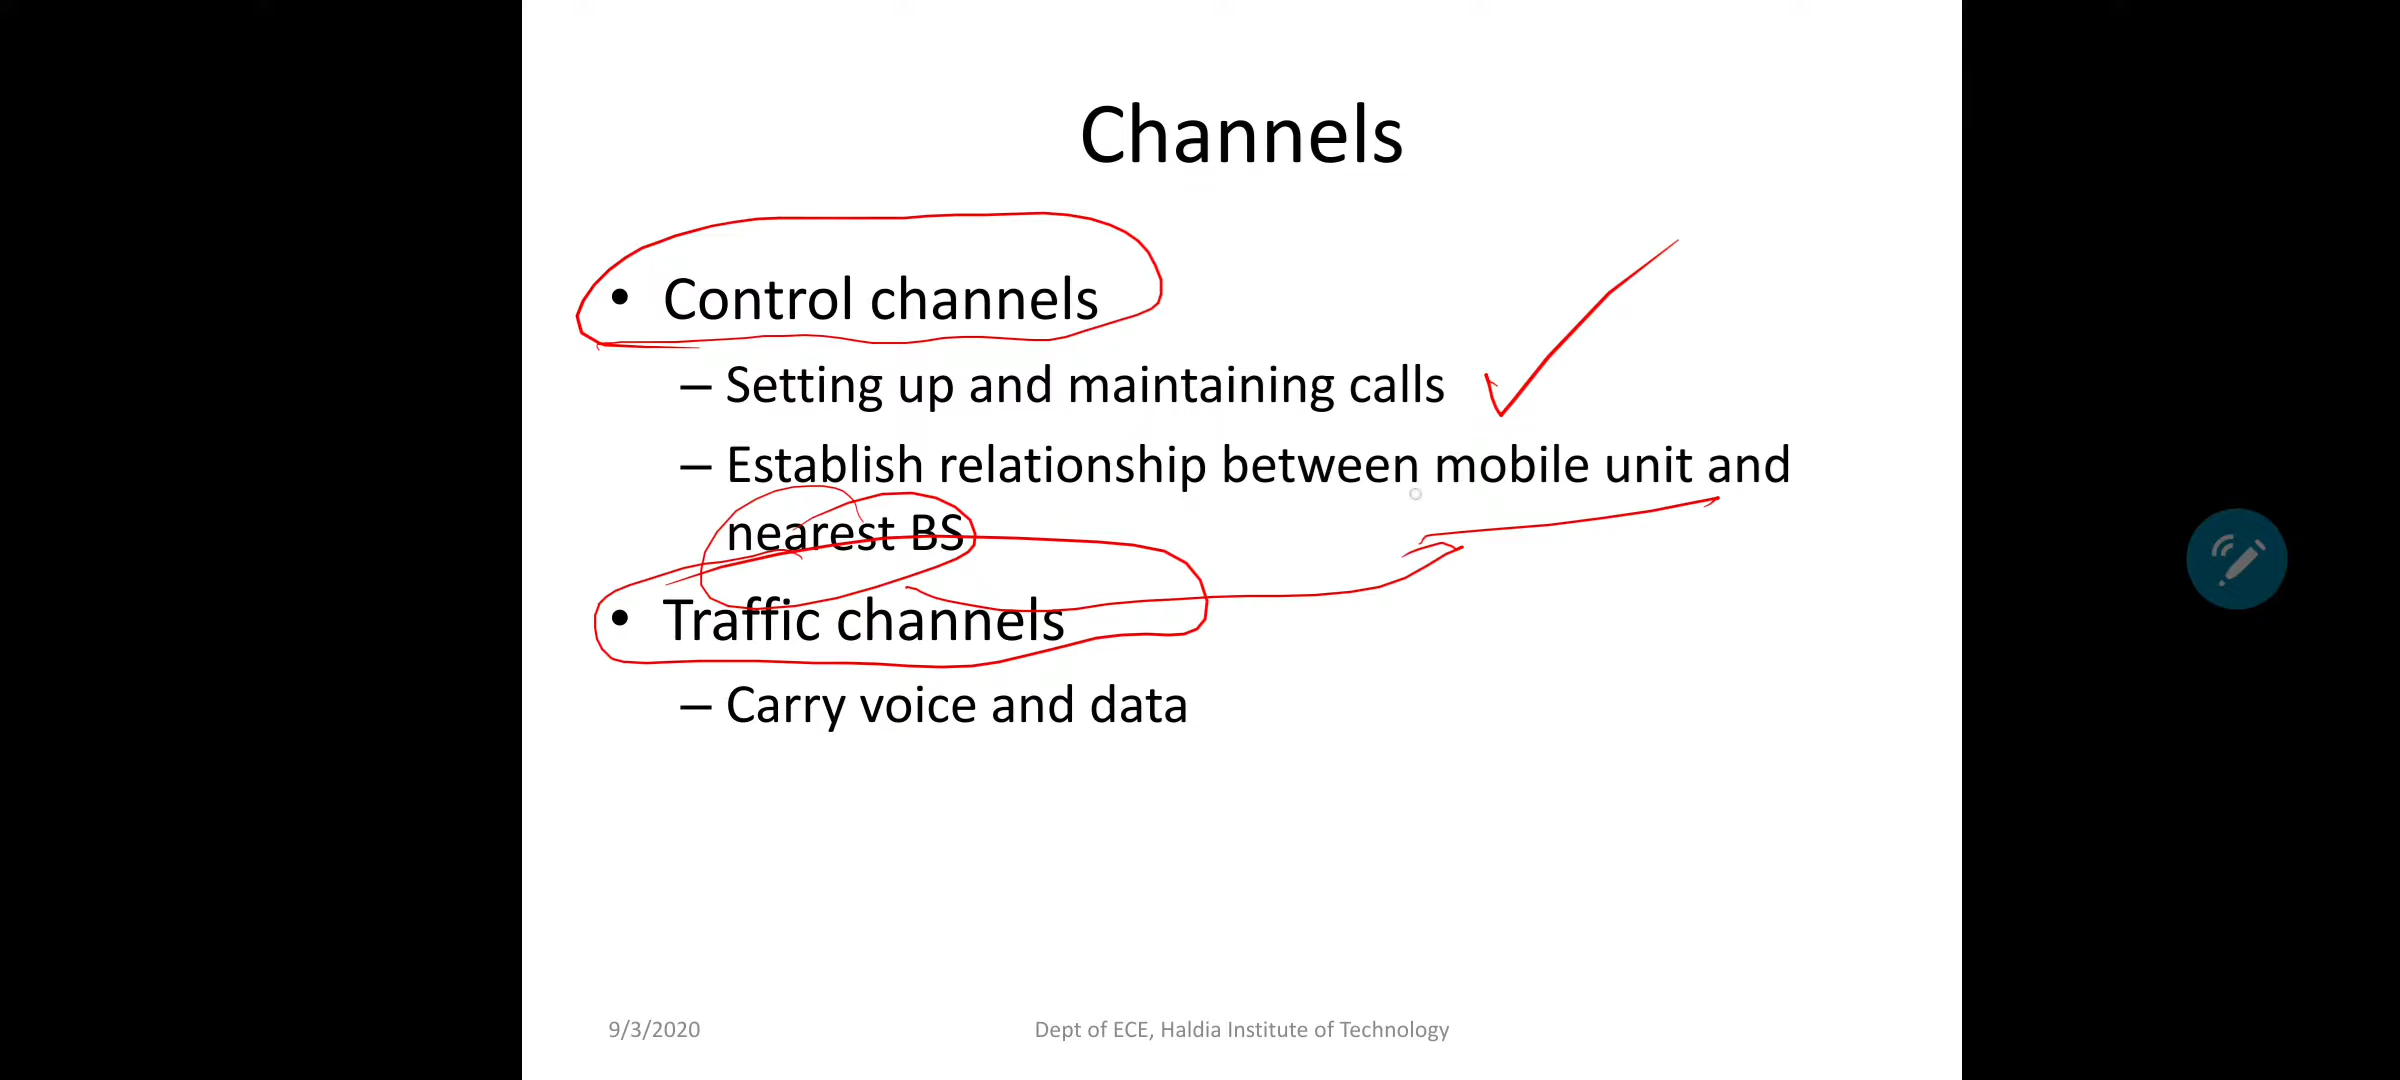 Channels
• Control channels
– Setting up and maintaining calls
– Establish relationship between mobile unit and
nearest BS
• Traffic channels
– Carry voice and data
9/3/2020
Dept of ECE, Haldia Institute of Technology